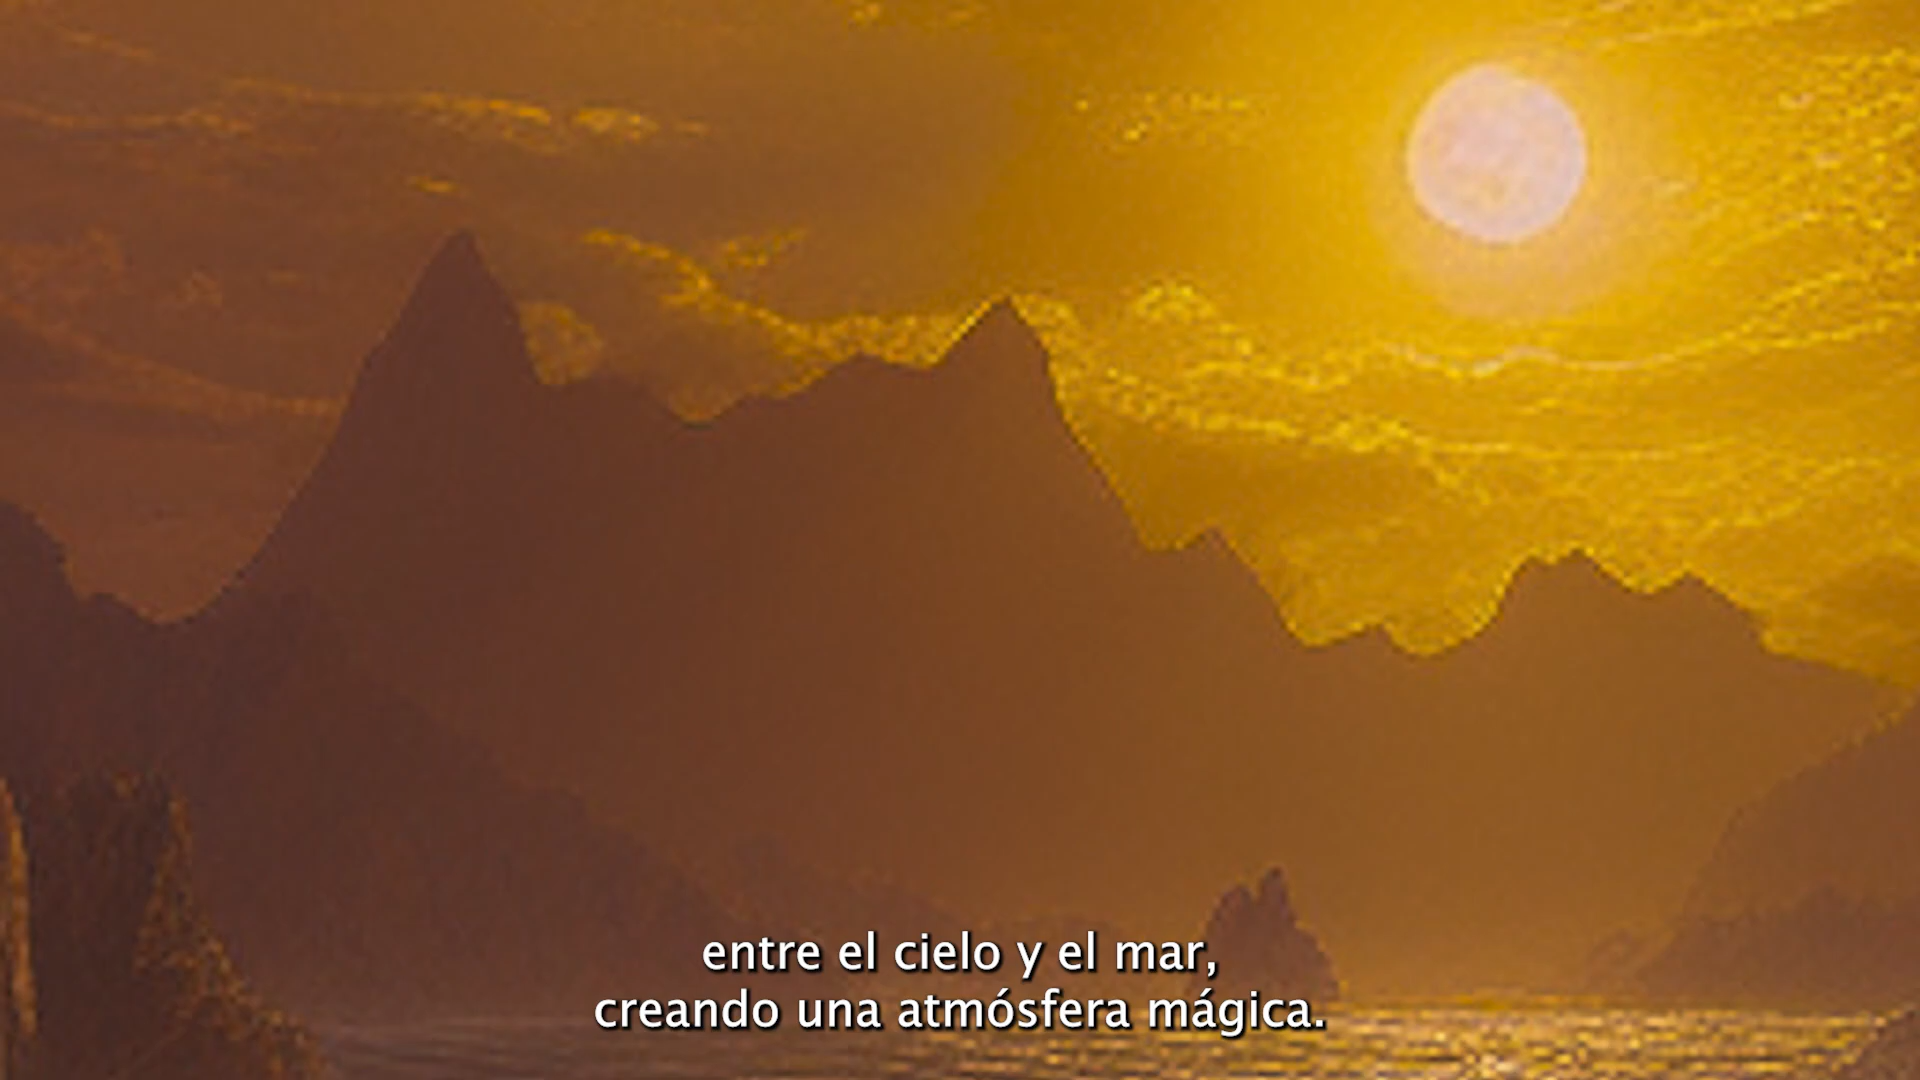 entre el cielo y el mar,
creando una atmósfera mágica.